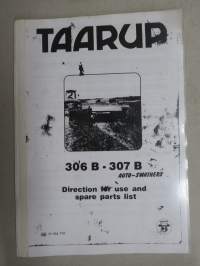 TAARUP
306 B - 307 B
AUTO-SWATHERS
Direction for use and
spare parts list